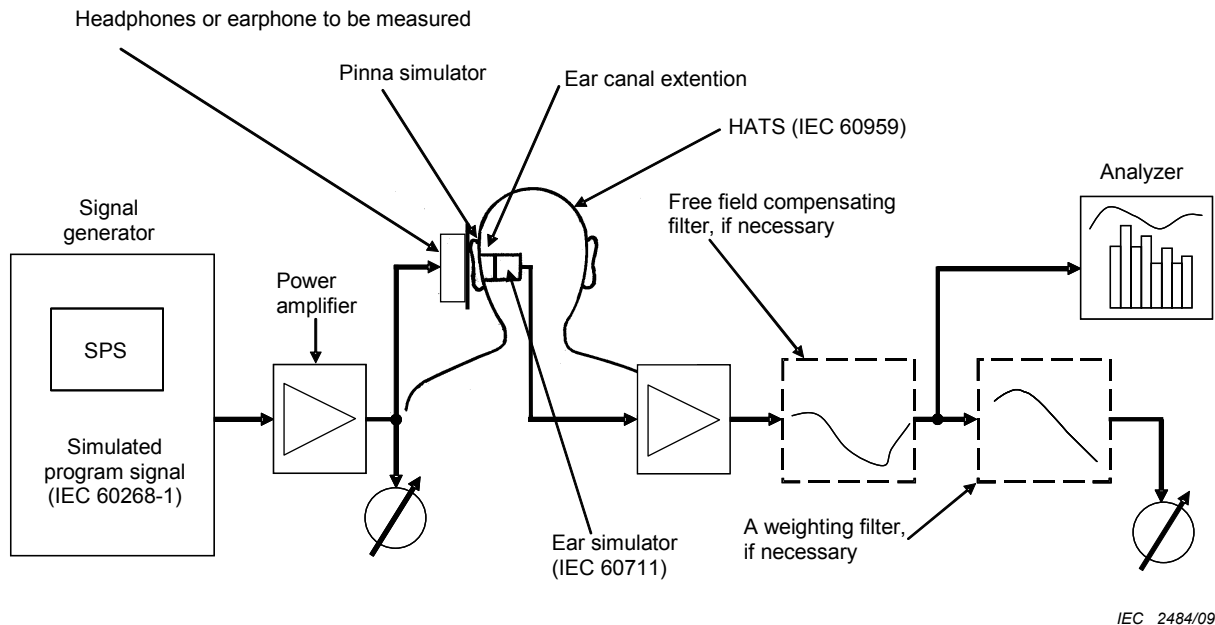 Headphones or earphone to be measured
Pinna simulator
Ear canal extention
HATS (IEC 60959)
Signal
generator
Power
amplifier
Free field compensating
filter, if necessary
Analyzer
SPS
Simulated
program signal
(IEC 60268-1)
Ear simulator
(IEC 60711)
A weighting filter,
if necessary
IEC 2484/09